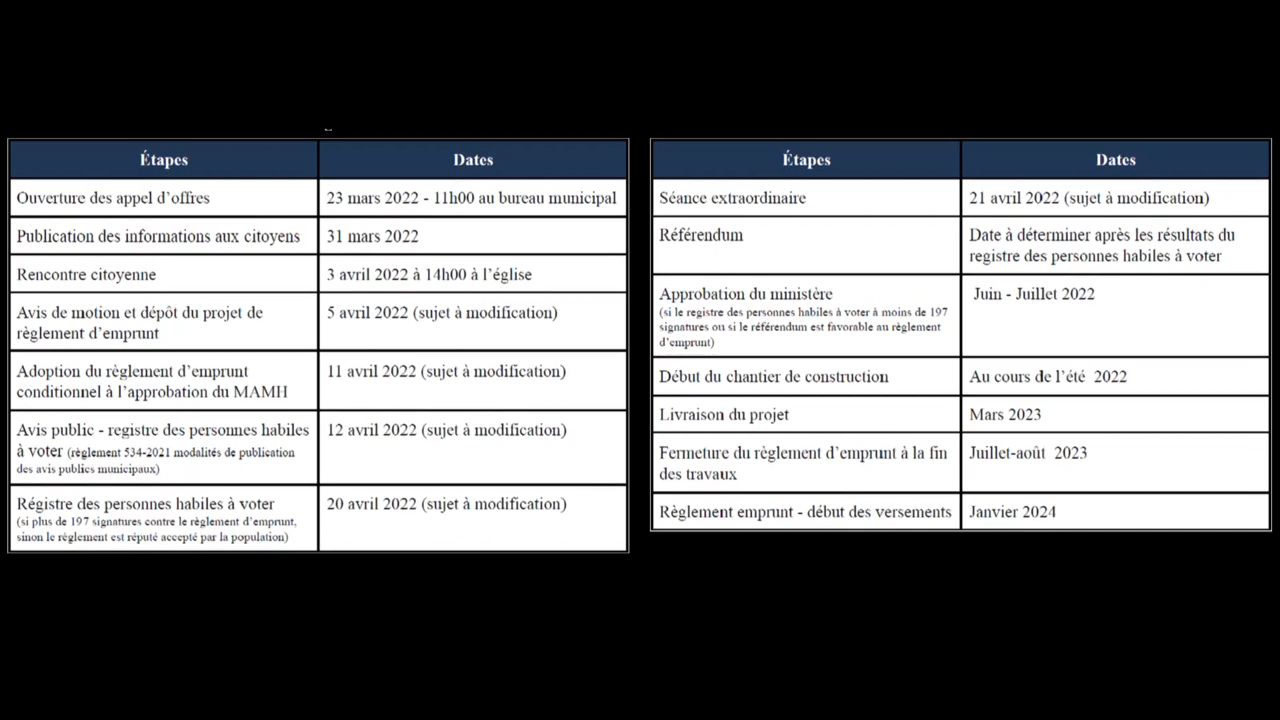 Étapes
Dates
Ouverture des appel d'offres
23 mars 2022 - 11h00 au bureau municipal
Publication des informations aux citoyens
31 mars 2022
Rencontre citoyenne
3 avril 2022 à 14h00 à l'église
Avis de motion et dépôt du projet de
règlement d'emprunt
5 avril 2022 (sujet à modification)
Adoption du règlement d'emprunt
conditionnel à l'approbation du MAMH
11 avril 2022 (sujet à modification)
Avis public - registre des personnes habiles
à voter (règlement 534-2021 modalités de publication
des avis publics municipaux)
12 avril 2022 (sujet à modification)
Régistre des personnes habiles à voter
(si plus de 197 signatures contre le règlement d'emprunt,
sinon le règlement est réputé accepté par la population)
20 avril 2022 (sujet à modification)
Étapes
Dates
Séance extraordinaire
21 avril 2022 (sujet à modification)
Référendum
Date à déterminer après les résultats du
registre des personnes habiles à voter
Approbation du ministère
(si le registre des personnes habiles à voter à moins de 197
signatures ou si le référendum est favorable au règlement
d'emprunt)
Juin - Juillet 2022
Début du chantier de construction
Au cours de l'été 2022
Livraison du projet
Mars 2023
Fermeture du règlement d'emprunt à la fin
des travaux
Juillet-août 2023
Règlement emprunt - début des versements
Janvier 2024